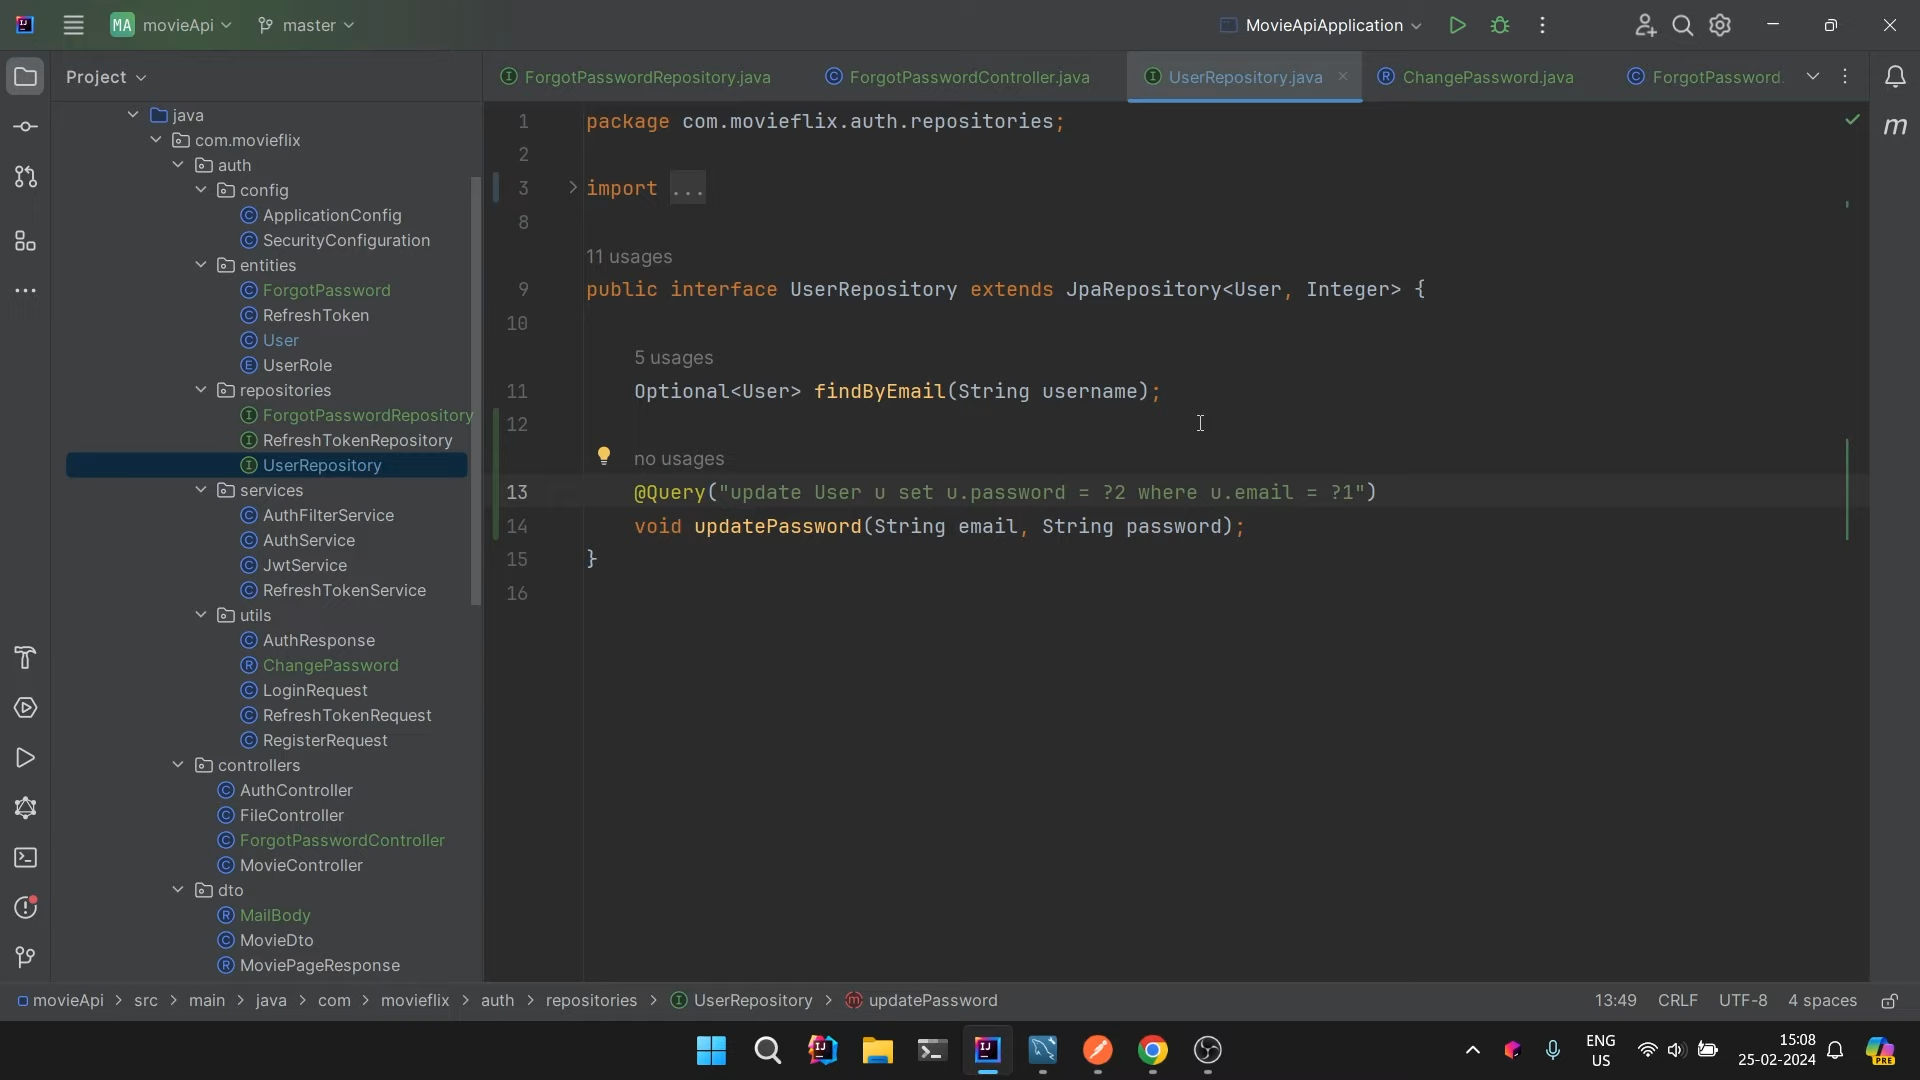 MA movieApi master MovieApiApplication
Project
ForgotPasswordRepository.java ForgotPasswordController.java UserRepository.java ChangePassword.java ForgotPassword.
java
com.movieflix
auth
config
ApplicationConfig
SecurityConfiguration
entities
ForgotPassword
RefreshToken
User
UserRole
repositories
ForgotPasswordRepository
RefreshTokenRepository
UserRepository
services
AuthFilterService
AuthService
JwtService
RefreshTokenService
utils
AuthResponse
ChangePassword
LoginRequest
RefreshTokenRequest
RegisterRequest
controllers
AuthController
FileController
ForgotPasswordController
MovieController
dto
MailBody
MovieDto
MoviePageResponse
1 package com.movieflix.auth.repositories;
2
3 import ...
8
11 usages
9 public interface UserRepository extends JpaRepository<User, Integer> {
10
5 usages
11 Optional<User> findByEmail(String username);
12
no usages
13 @Query("update User u set u.password = ?2 where u.email = ?1")
14 void updatePassword(String email, String password);
15 }
16
m
movieApi > src > main > java > com > movieflix > auth > repositories > UserRepository > updatePassword 13:49 CRLF UTF-8 4 spaces
ENG
US
15:08
25-02-2024
PRE